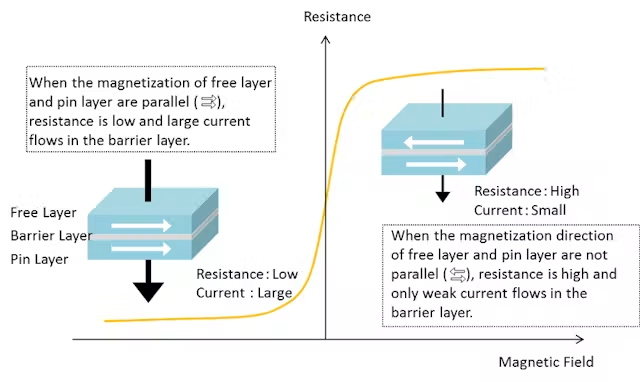 Resistance
When the magnetization of free layer
and pin layer are parallel (⇉),
resistance is low and large current
flows in the barrier layer.
Free Layer
Barrier Layer
Pin Layer
Resistance : Low
Current : Large
Resistance : High
Current : Small
When the magnetization direction
of free layer and pin layer are not
parallel (⇆), resistance is high and
only weak current flows in the
barrier layer.
Magnetic Field